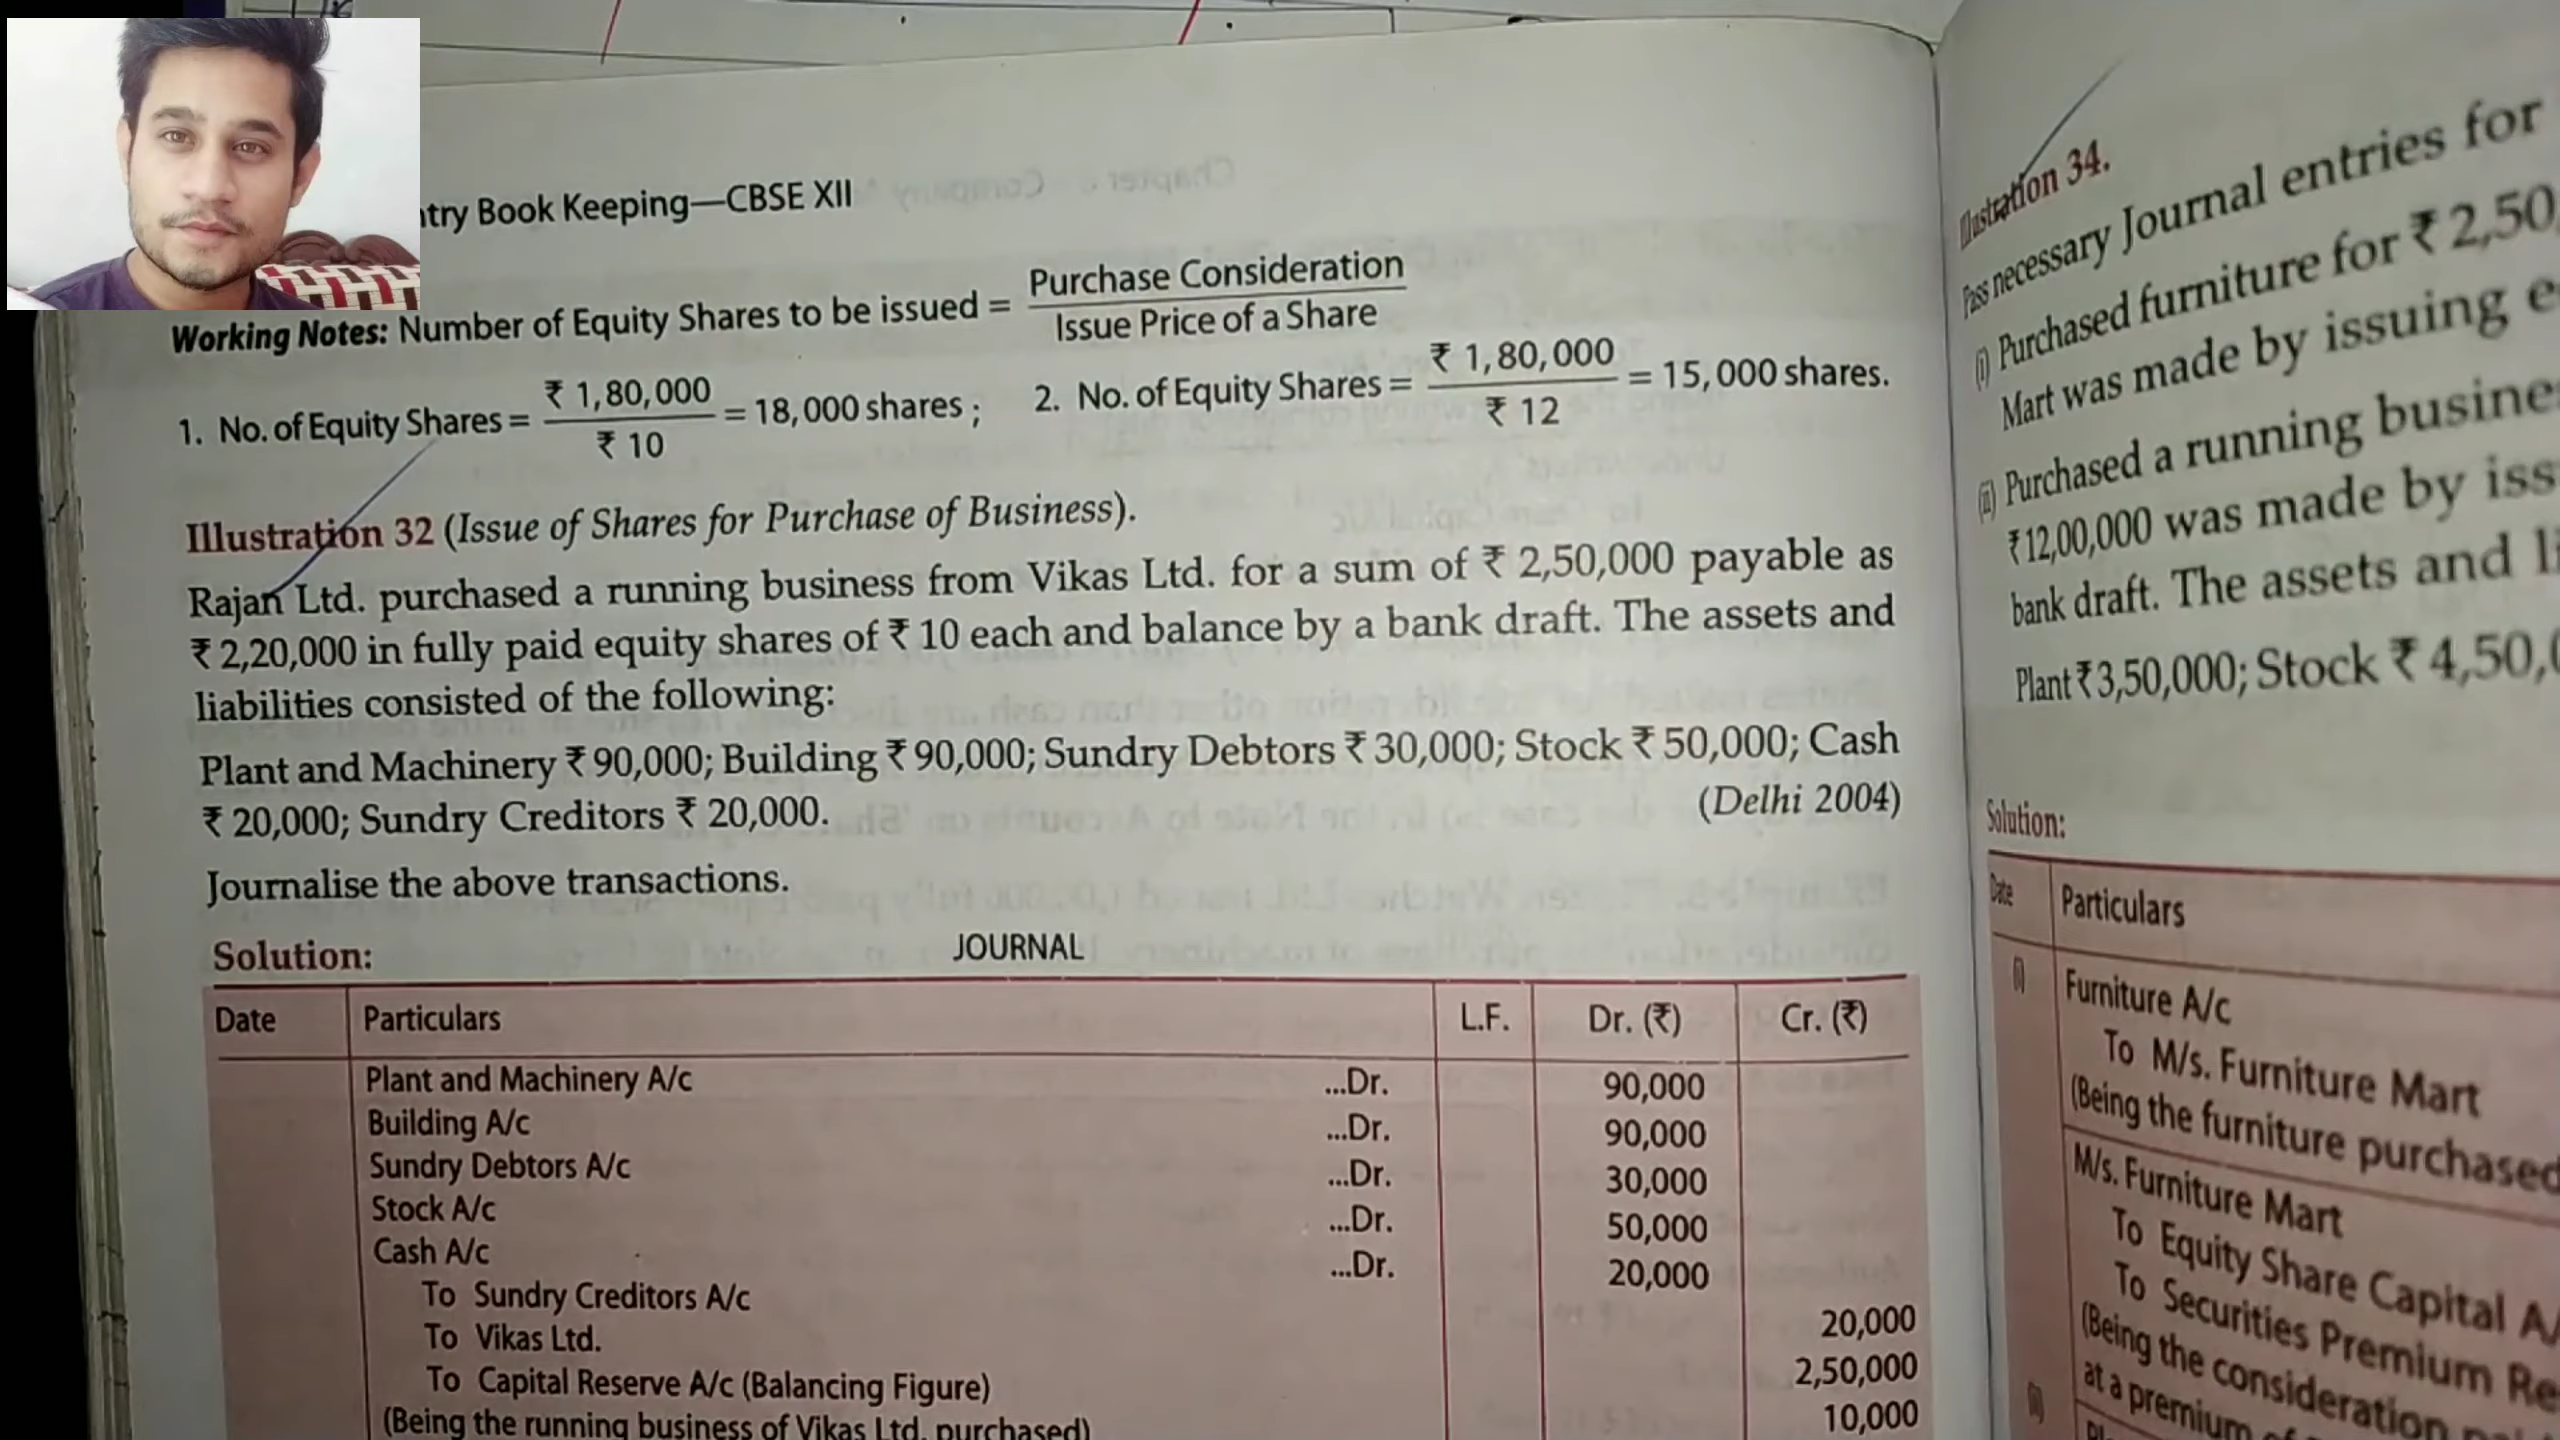 try Book Keeping—CBSE XII
Working Notes: Number of Equity Shares to be issued = Purchase Consideration / Issue Price of a Share
1. No. of Equity Shares = ₹ 1,80,000 / ₹ 10 = 18,000 shares ; 2. No. of Equity Shares = ₹ 1,80,000 / ₹ 12 = 15,000 shares.
Illustration 32 (Issue of Shares for Purchase of Business).
Rajan Ltd. purchased a running business from Vikas Ltd. for a sum of ₹ 2,50,000 payable as
₹ 2,20,000 in fully paid equity shares of ₹ 10 each and balance by a bank draft. The assets and
liabilities consisted of the following:
Plant and Machinery ₹ 90,000; Building ₹ 90,000; Sundry Debtors ₹ 30,000; Stock ₹ 50,000; Cash
₹ 20,000; Sundry Creditors ₹ 20,000. (Delhi 2004)
Journalise the above transactions.
Solution: JOURNAL
Date Particulars L.F. Dr. (₹) Cr. (₹)
Plant and Machinery A/c ...Dr. 90,000
Building A/c ...Dr. 90,000
Sundry Debtors A/c ...Dr. 30,000
Stock A/c ...Dr. 50,000
Cash A/c ...Dr. 20,000
To Sundry Creditors A/c 20,000
To Vikas Ltd. 2,50,000
To Capital Reserve A/c (Balancing Figure) 10,000
(Being the running business of Vikas Ltd. purchased)
Illustration 34.
Pass necessary Journal entries for
(i) Purchased furniture for ₹ 2,50,
Mart was made by issuing e
(ii) Purchased a running busine
₹ 12,00,000 was made by iss
bank draft. The assets and li
Plant ₹ 3,50,000; Stock ₹ 4,50,0
Solution:
Date Particulars
(i) Furniture A/c
To M/s. Furniture Mart
(Being the furniture purchased
M/s. Furniture Mart
To Equity Share Capital A/
To Securities Premium Re
(Being the consideration
at a premium of